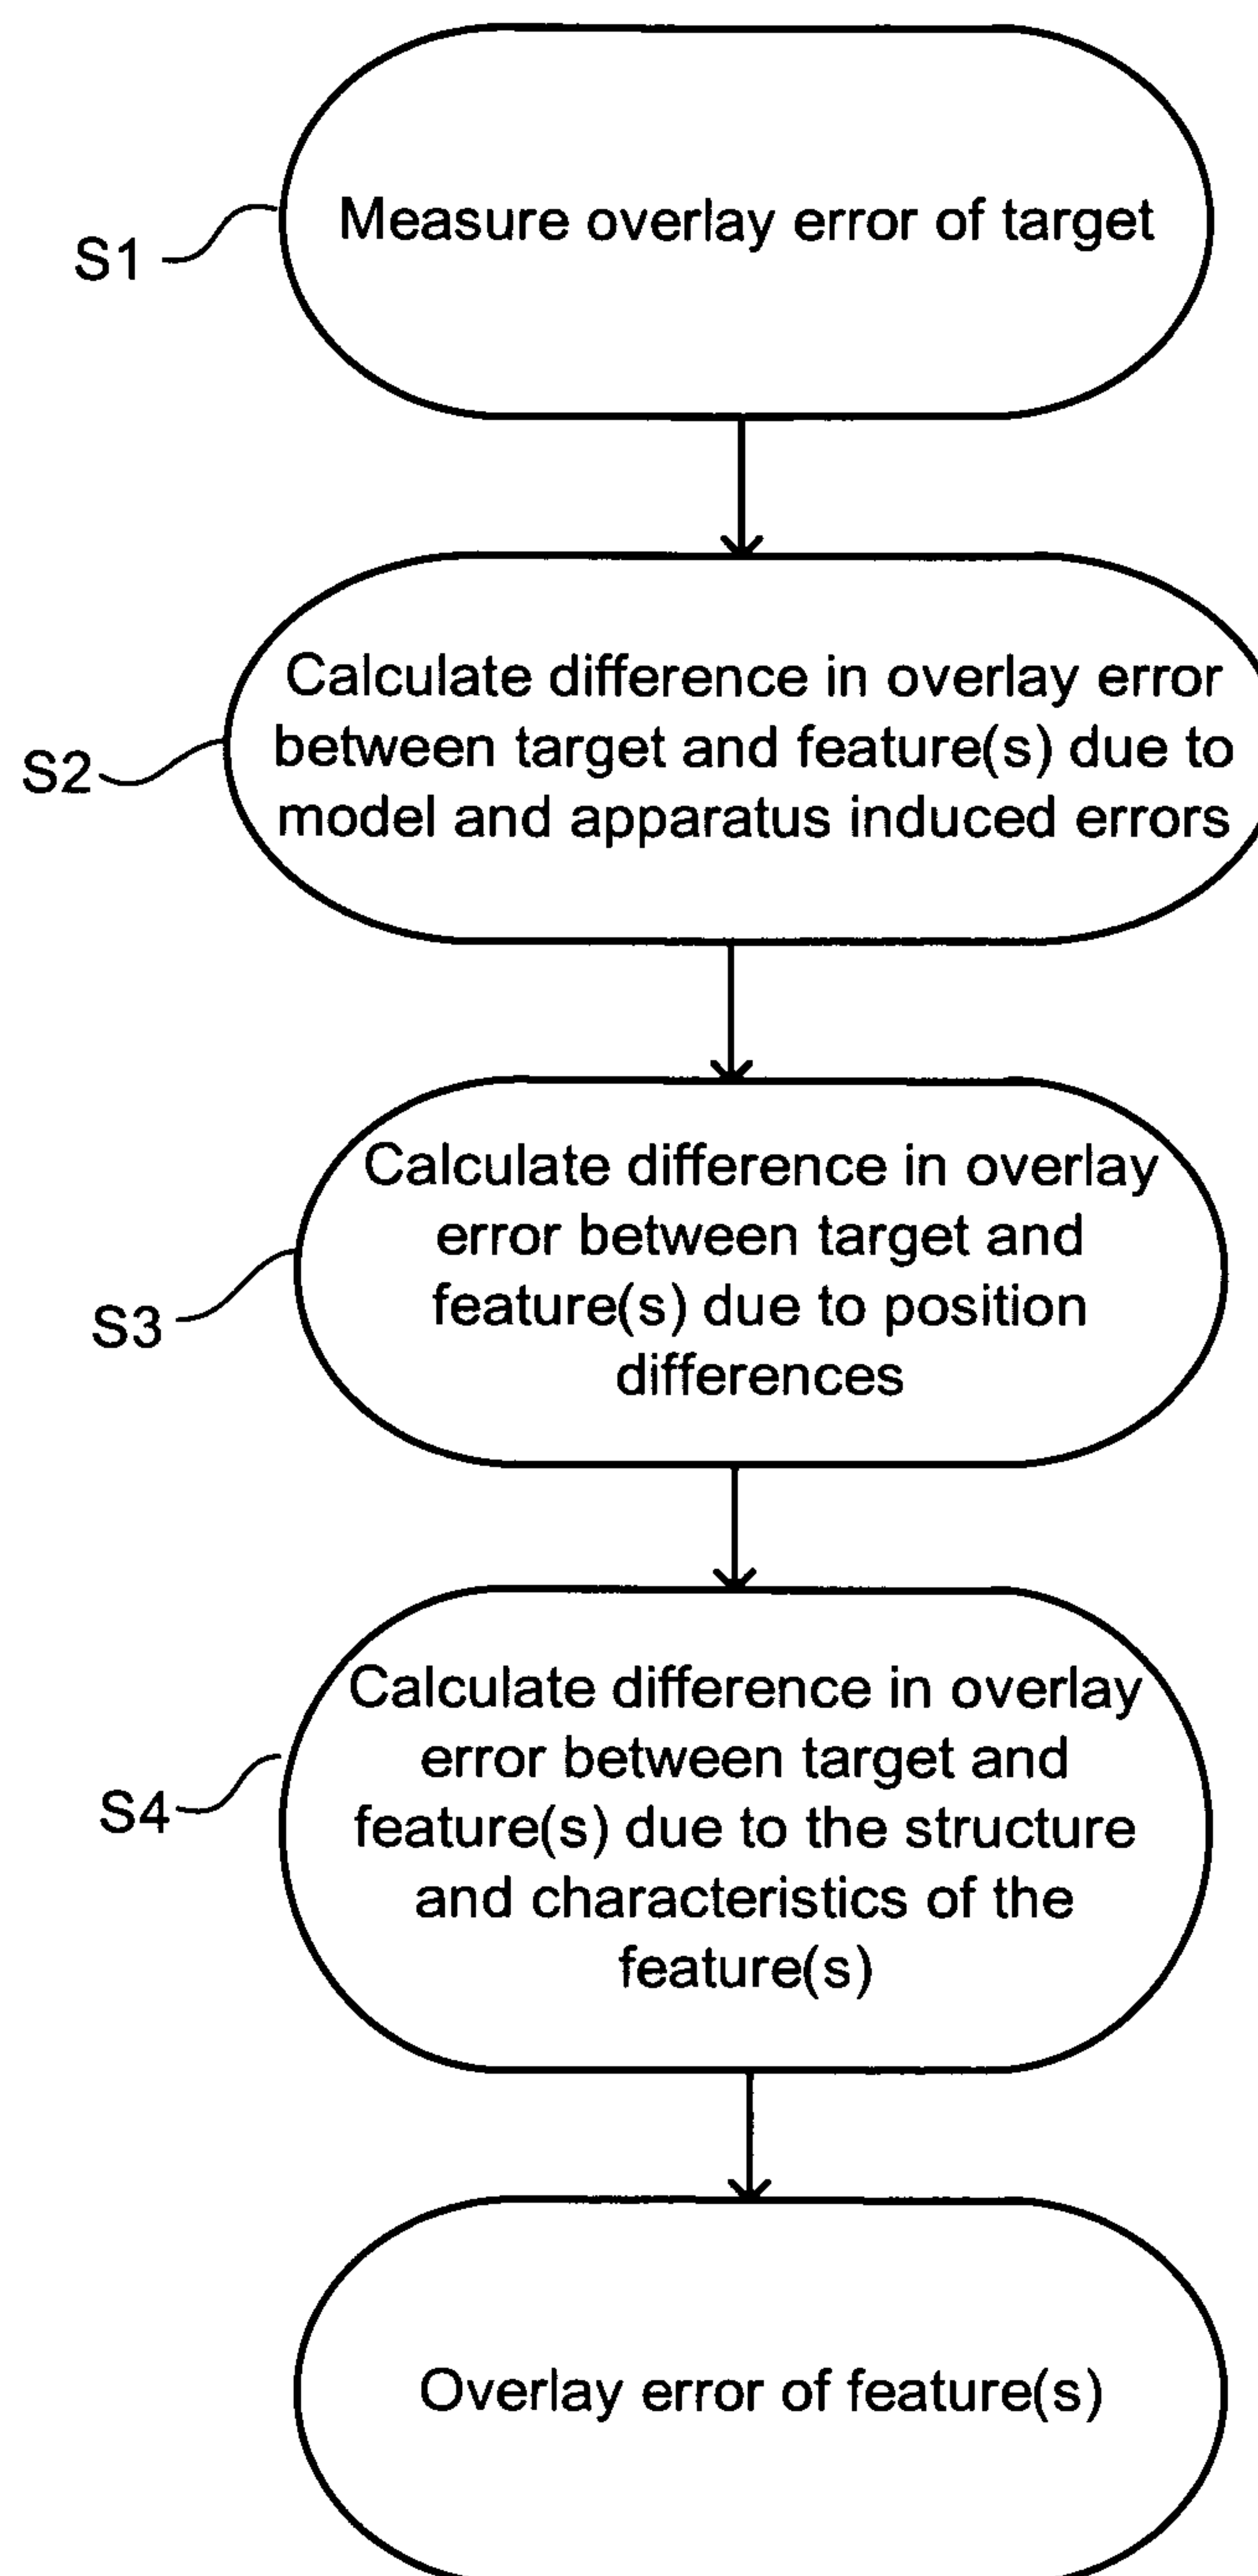 S1
Measure overlay error of target
S2
Calculate difference in overlay error
between target and feature(s) due to
model and apparatus induced errors
S3
Calculate difference in overlay
error between target and
feature(s) due to position
differences
S4
Calculate difference in overlay
error between target and
feature(s) due to the structure
and characteristics of the
feature(s)
Overlay error of feature(s)